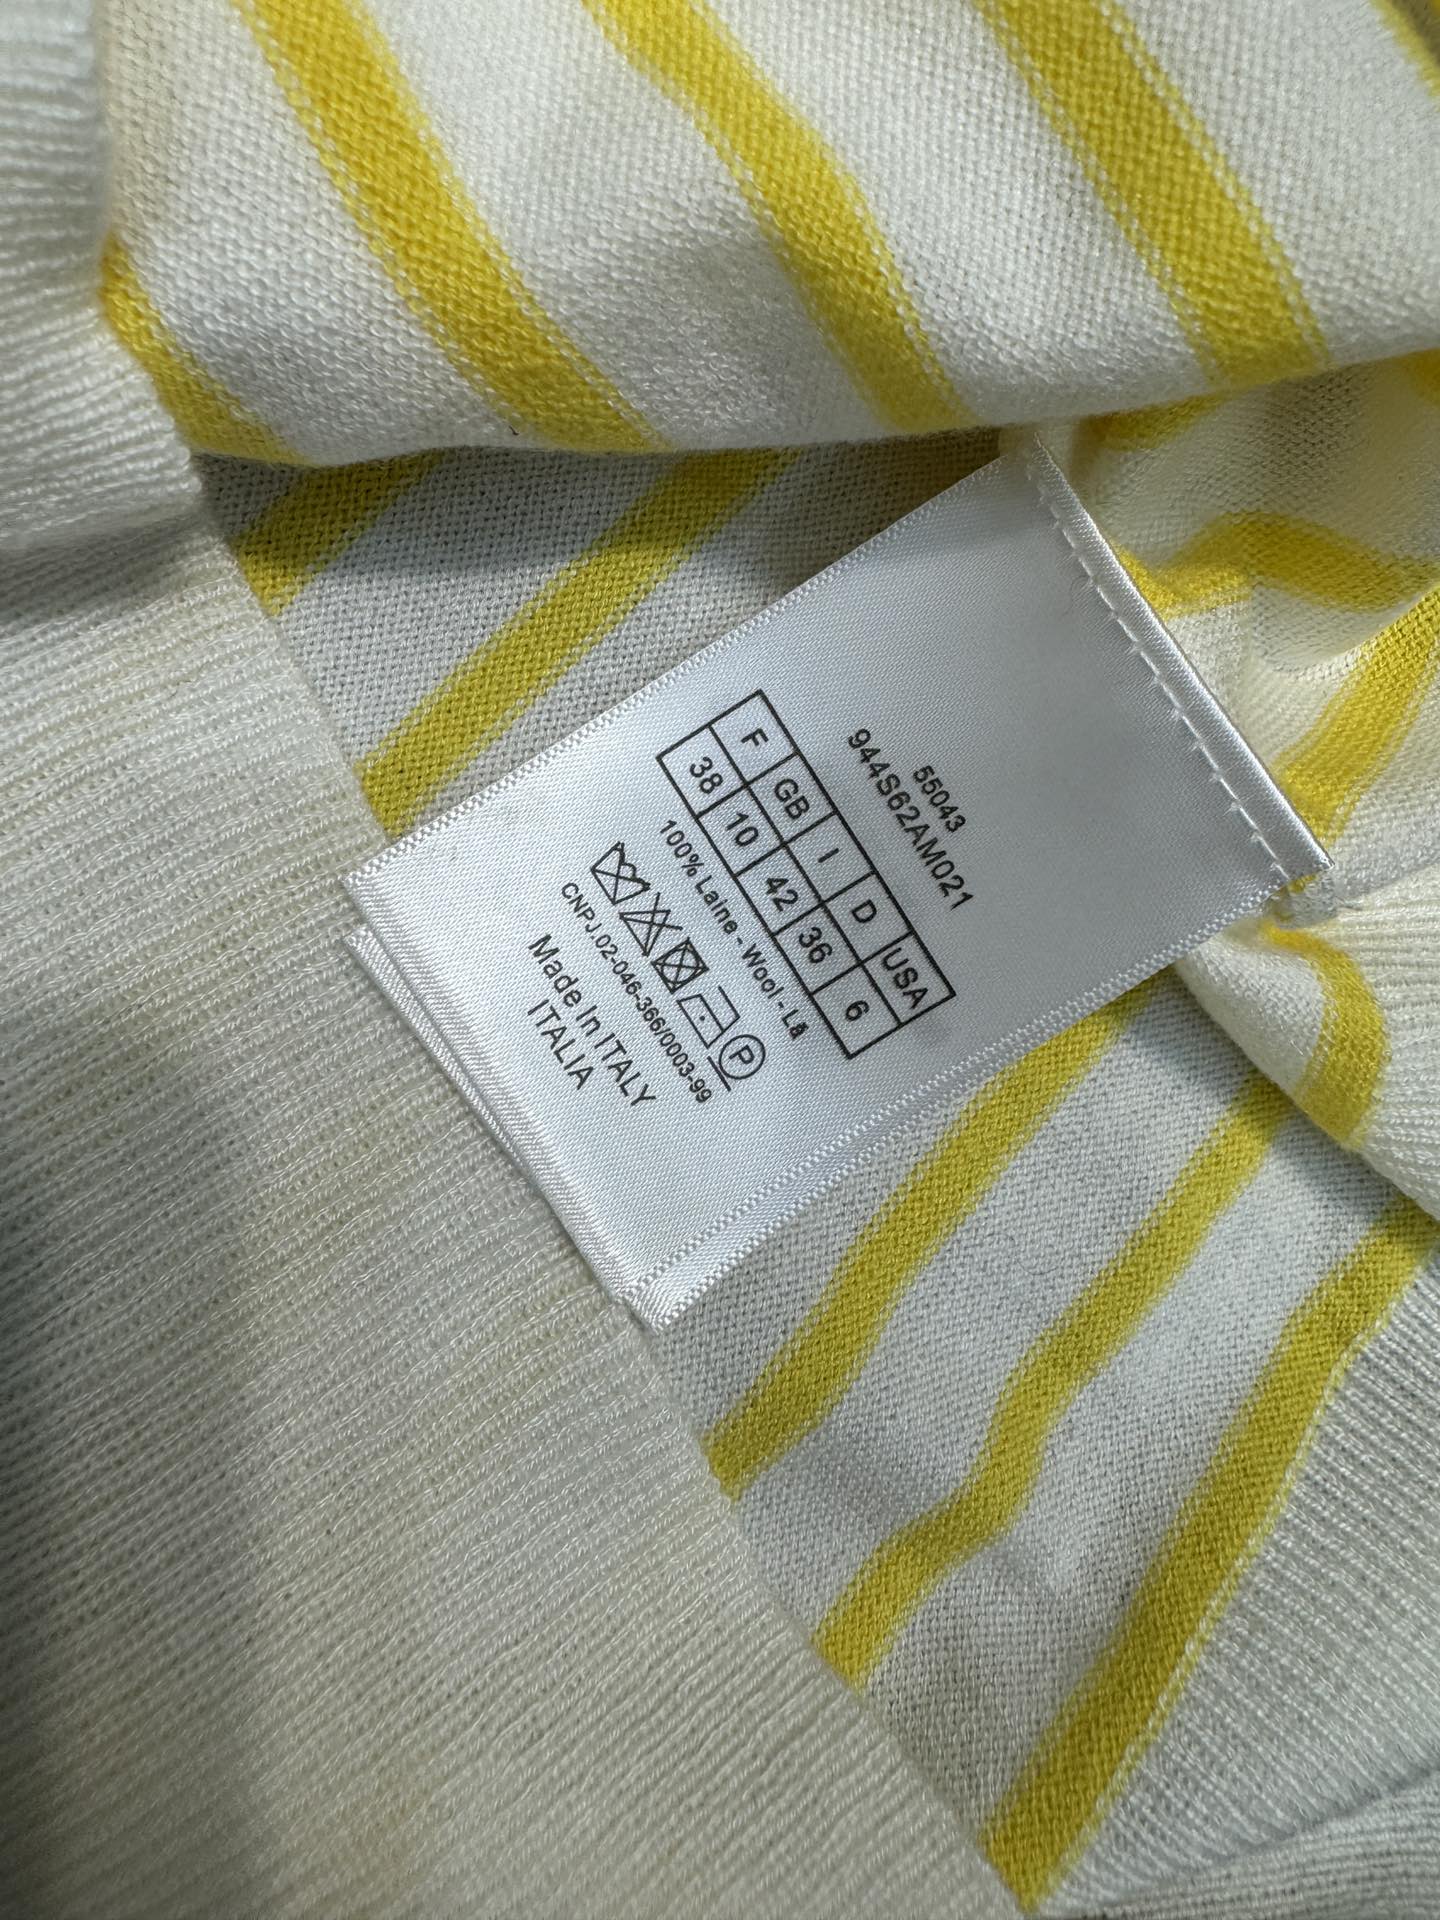 55043
944S62AM021
F GB I D USA
38 10 42 36 6
100% Laine - Wool - Lã
P
CNPJ.02-046-366/0003-99
Made In ITALY
ITALIA